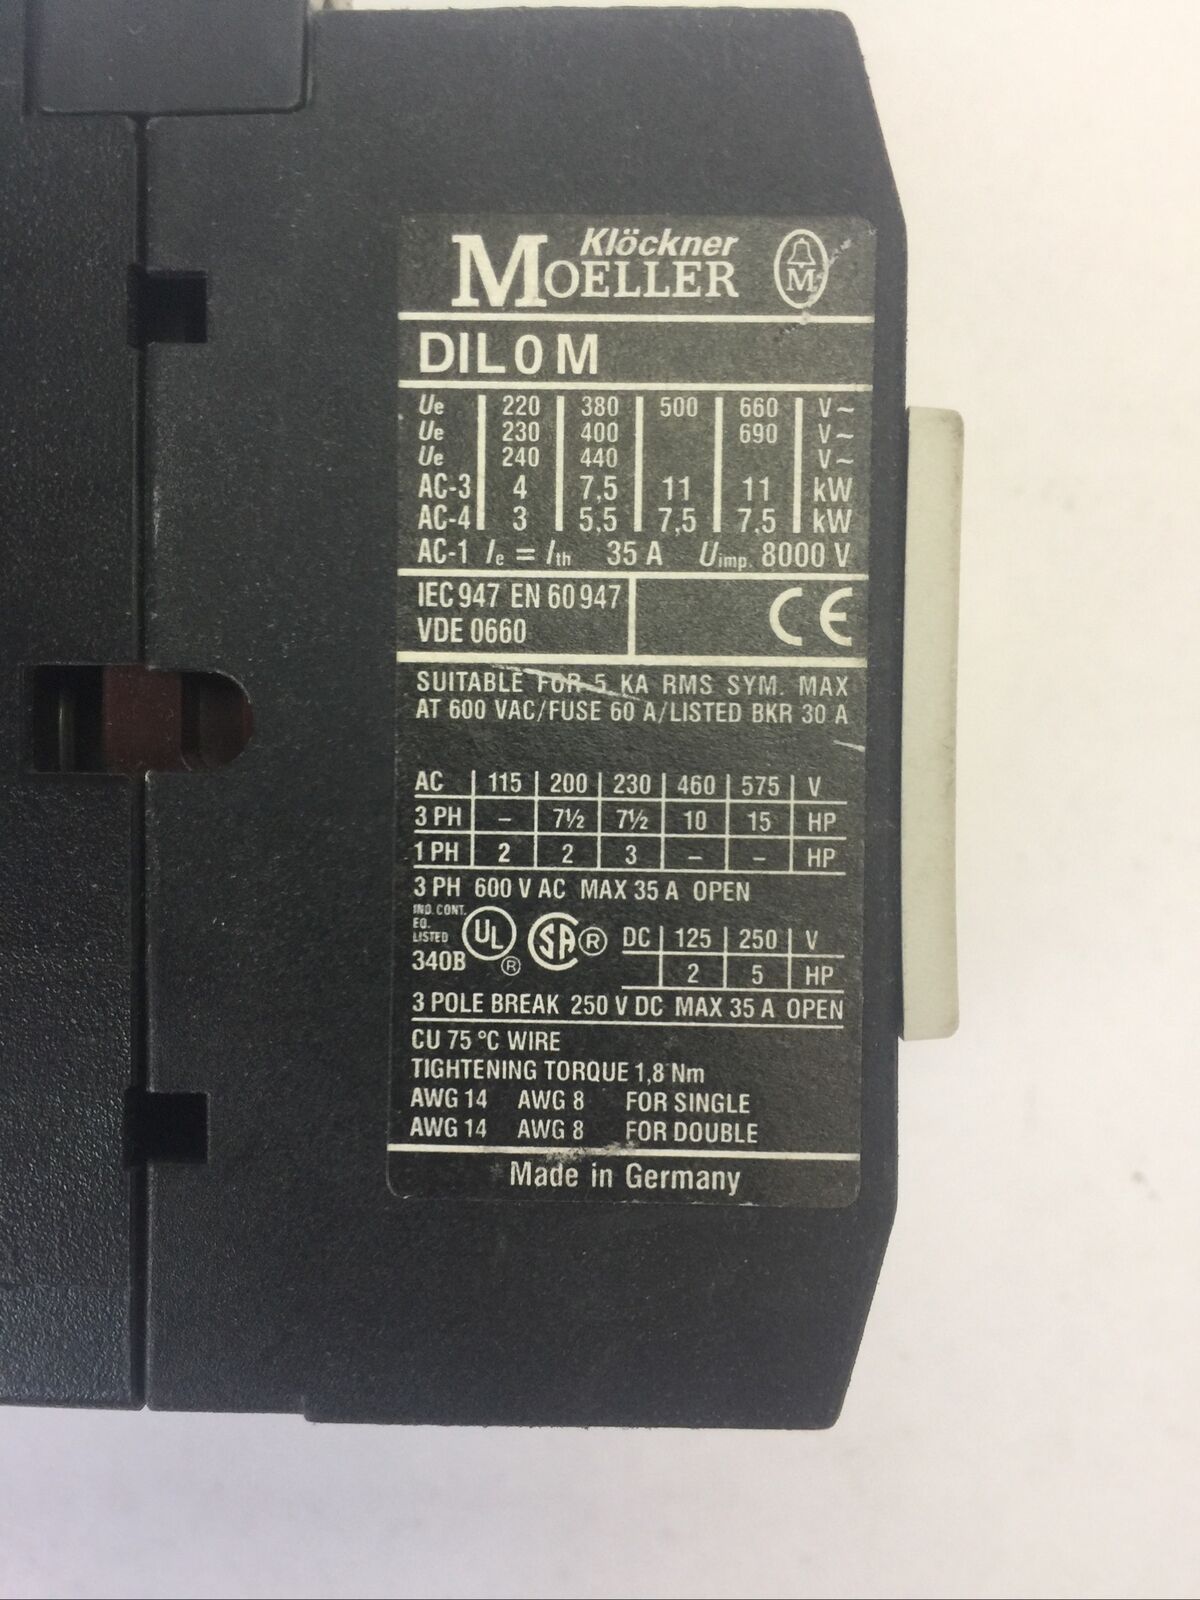 Klöckner
MOELLER
M
DIL 0 M
Ue 220 380 500 660 V~
Ue 230 400 690 V~
Ue 240 440 V~
AC-3 4 7,5 11 11 kW
AC-4 3 5,5 7,5 7,5 kW
AC-1 Ie = Ith 35 A Uimp. 8000 V
IEC 947 EN 60 947
VDE 0660
CE
SUITABLE FOR 5 KA RMS SYM. MAX
AT 600 VAC/FUSE 60 A/LISTED BKR 30 A
AC 115 200 230 460 575 V
3 PH – 7½ 7½ 10 15 HP
1 PH 2 2 3 – – HP
3 PH 600 V AC MAX 35 A OPEN
IND. CONT.
EQ.
LISTED
340B
UL ®
SA ®
DC 125 250 V
2 5 HP
3 POLE BREAK 250 V DC MAX 35 A OPEN
CU 75 °C WIRE
TIGHTENING TORQUE 1,8 Nm
AWG 14 AWG 8 FOR SINGLE
AWG 14 AWG 8 FOR DOUBLE
Made in Germany